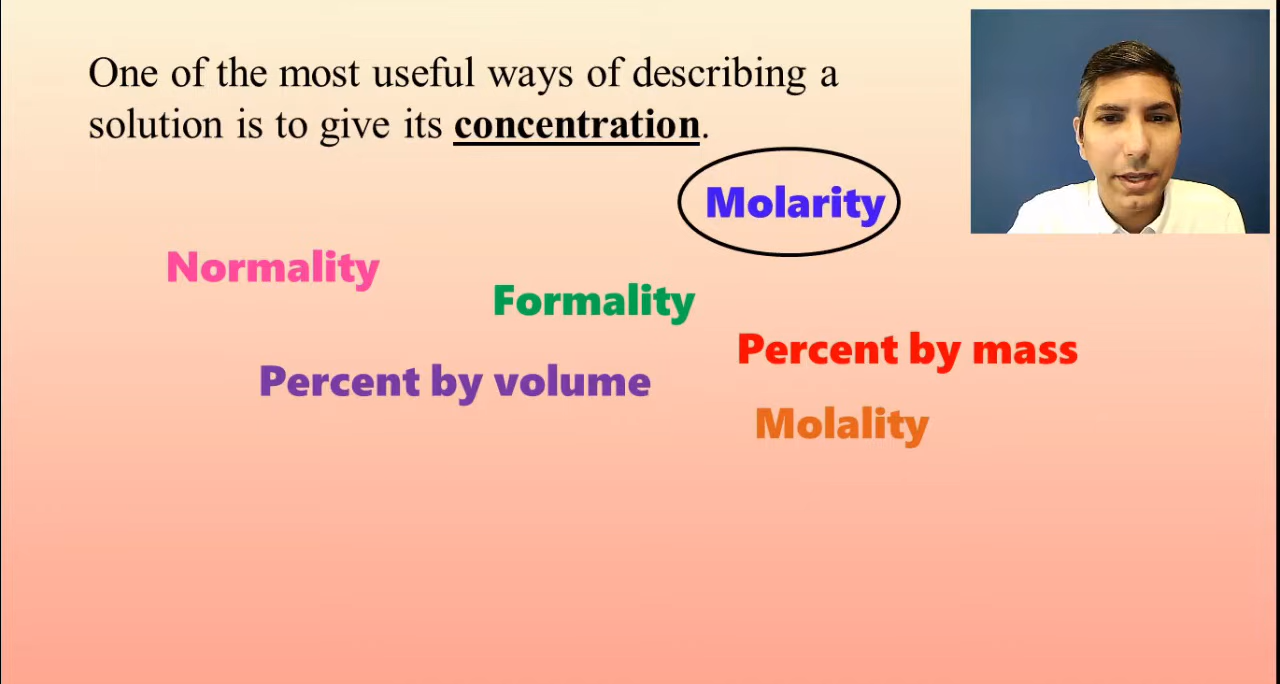 One of the most useful ways of describing a
solution is to give its concentration.
Molarity
Normality
Formality
Percent by mass
Percent by volume
Molality